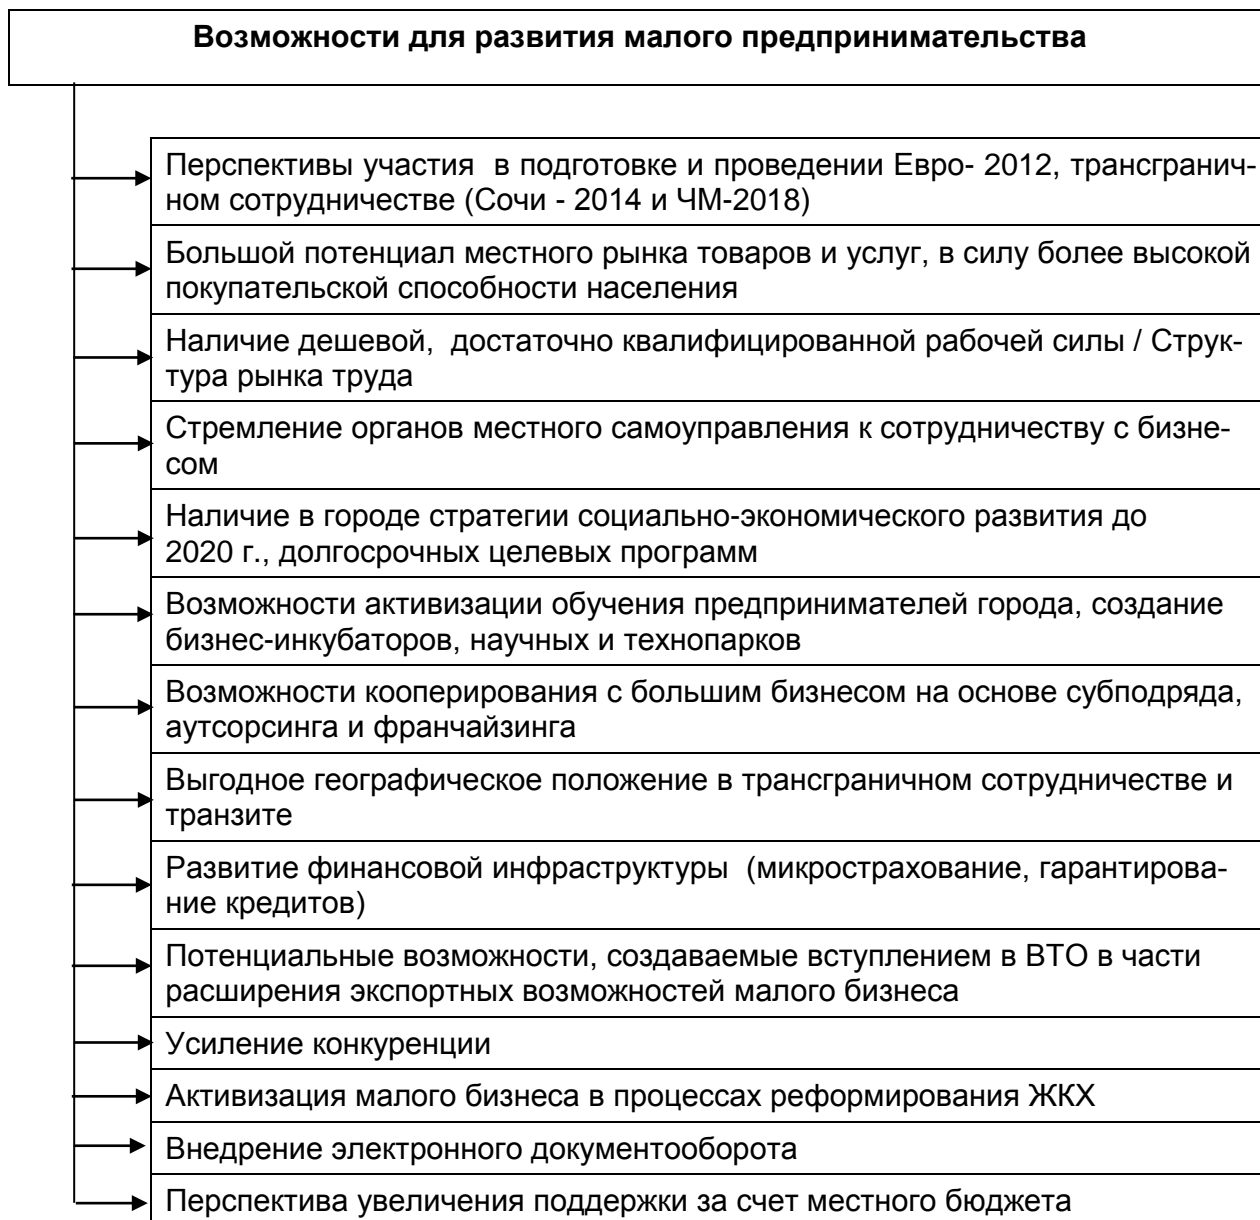 Возможности для развития малого предпринимательства
Перспективы участия  в подготовке и проведении Евро- 2012, трансгранич-
ном сотрудничестве (Сочи - 2014 и ЧМ-2018)
Большой потенциал местного рынка товаров и услуг, в силу более высокой
покупательской способности населения
Наличие дешевой,  достаточно квалифицированной рабочей силы / Струк-
тура рынка труда
Стремление органов местного самоуправления к сотрудничеству с бизне-
сом
Наличие в городе стратегии социально-экономического развития до
2020 г., долгосрочных целевых программ
Возможности активизации обучения предпринимателей города, создание
бизнес-инкубаторов, научных и технопарков
Возможности кооперирования с большим бизнесом на основе субподряда,
аутсорсинга и франчайзинга
Выгодное географическое положение в трансграничном сотрудничестве и
транзите
Развитие финансовой инфраструктуры  (микрострахование, гарантирова-
ние кредитов)
Потенциальные возможности, создаваемые вступлением в ВТО в части
расширения экспортных возможностей малого бизнеса
Усиление конкуренции
Активизация малого бизнеса в процессах реформирования ЖКХ
Внедрение электронного документооборота
Перспектива увеличения поддержки за счет местного бюджета